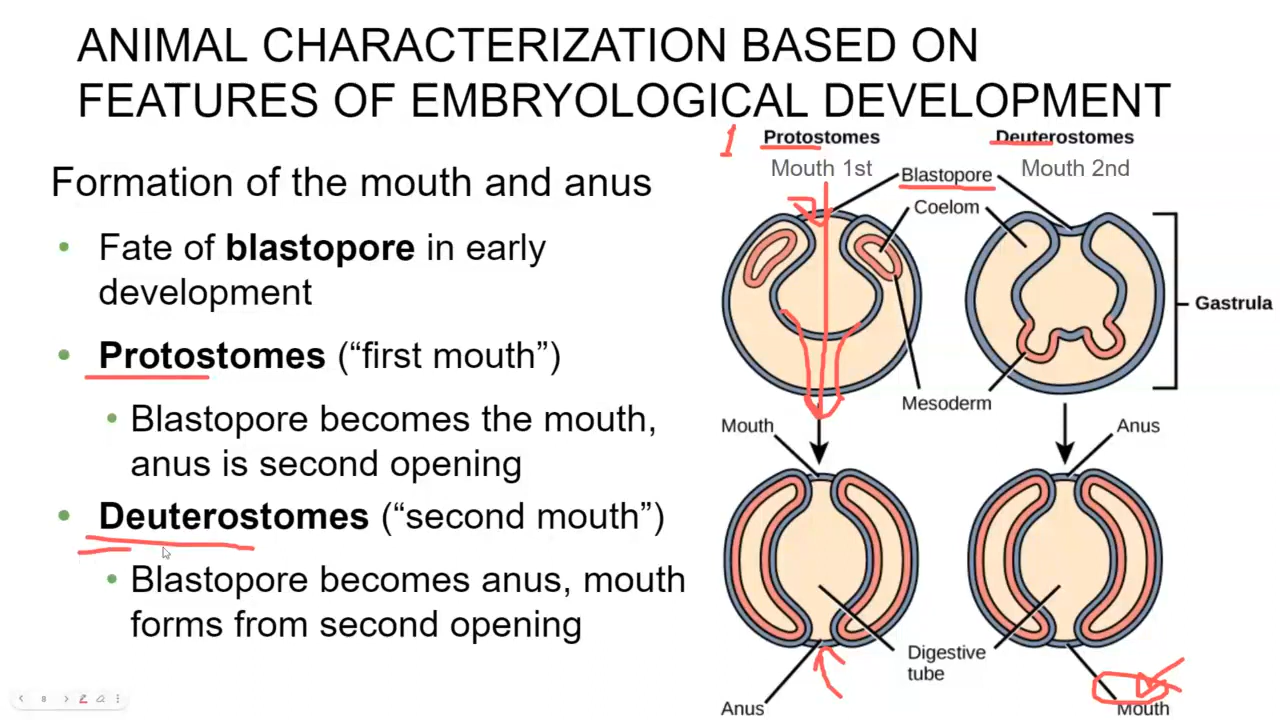 ANIMAL CHARACTERIZATION BASED ON
FEATURES OF EMBRYOLOGICAL DEVELOPMENT
Formation of the mouth and anus
• Fate of blastopore in early
development
• Protostomes (“first mouth”)
• Blastopore becomes the mouth,
anus is second opening
• Deuterostomes (“second mouth”)
• Blastopore becomes anus, mouth
forms from second opening
1
Protostomes
Deuterostomes
Mouth 1st
Mouth 2nd
Blastopore
Coelom
Gastrula
Mesoderm
Mouth
Anus
Digestive
tube
Anus
Mouth
8